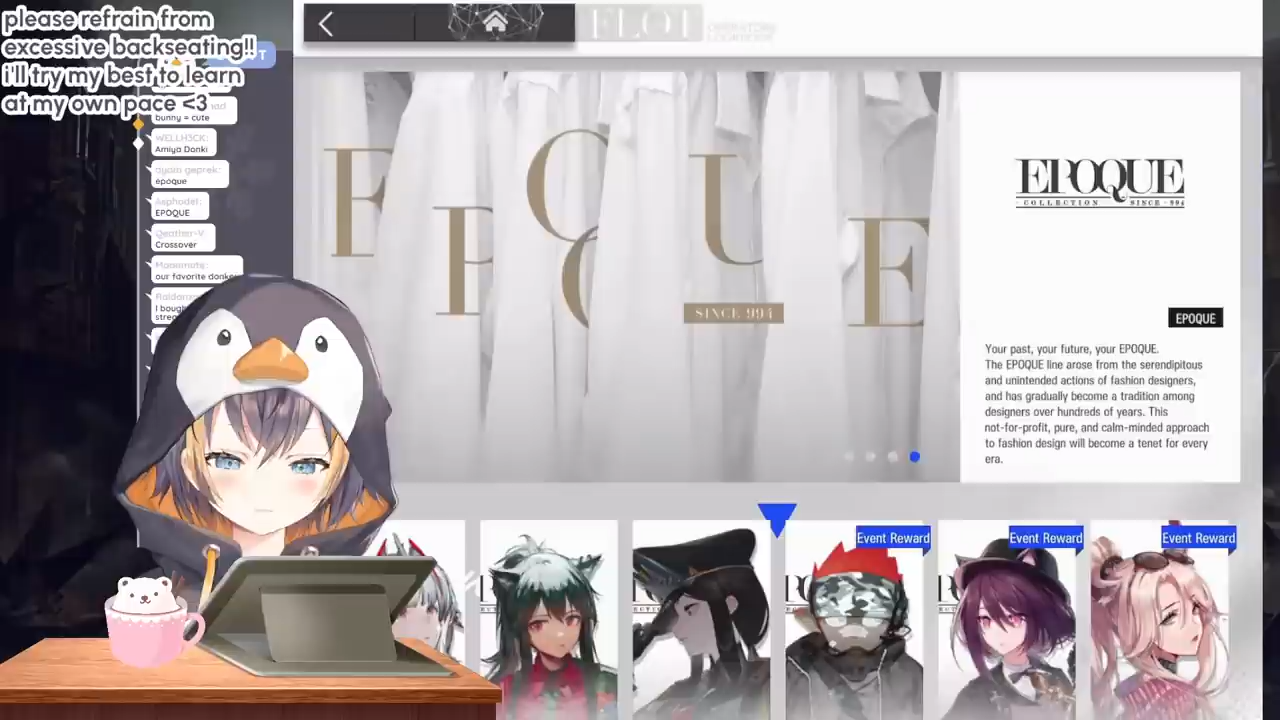 please refrain from
excessive backseating!!
i'll try my best to learn
at my own pace <3
bunny = cute
WELLH3CK:
Amiya Donki
ayam geprek:
epoque
Asphodel:
EPOQUE
Crossover
our favorite donke
I bough
strea
EPOQUE
SINCE 994
EPOQUE
COLLECTION SINCE 994
EPOQUE
Your past, your future, your EPOQUE.
The EPOQUE line arose from the serendipitous
and unintended actions of fashion designers,
and has gradually become a tradition among
designers over hundreds of years. This
not-for-profit, pure, and calm-minded approach
to fashion design will become a tenet for every
era.
Event Reward
Event Reward
Event Reward